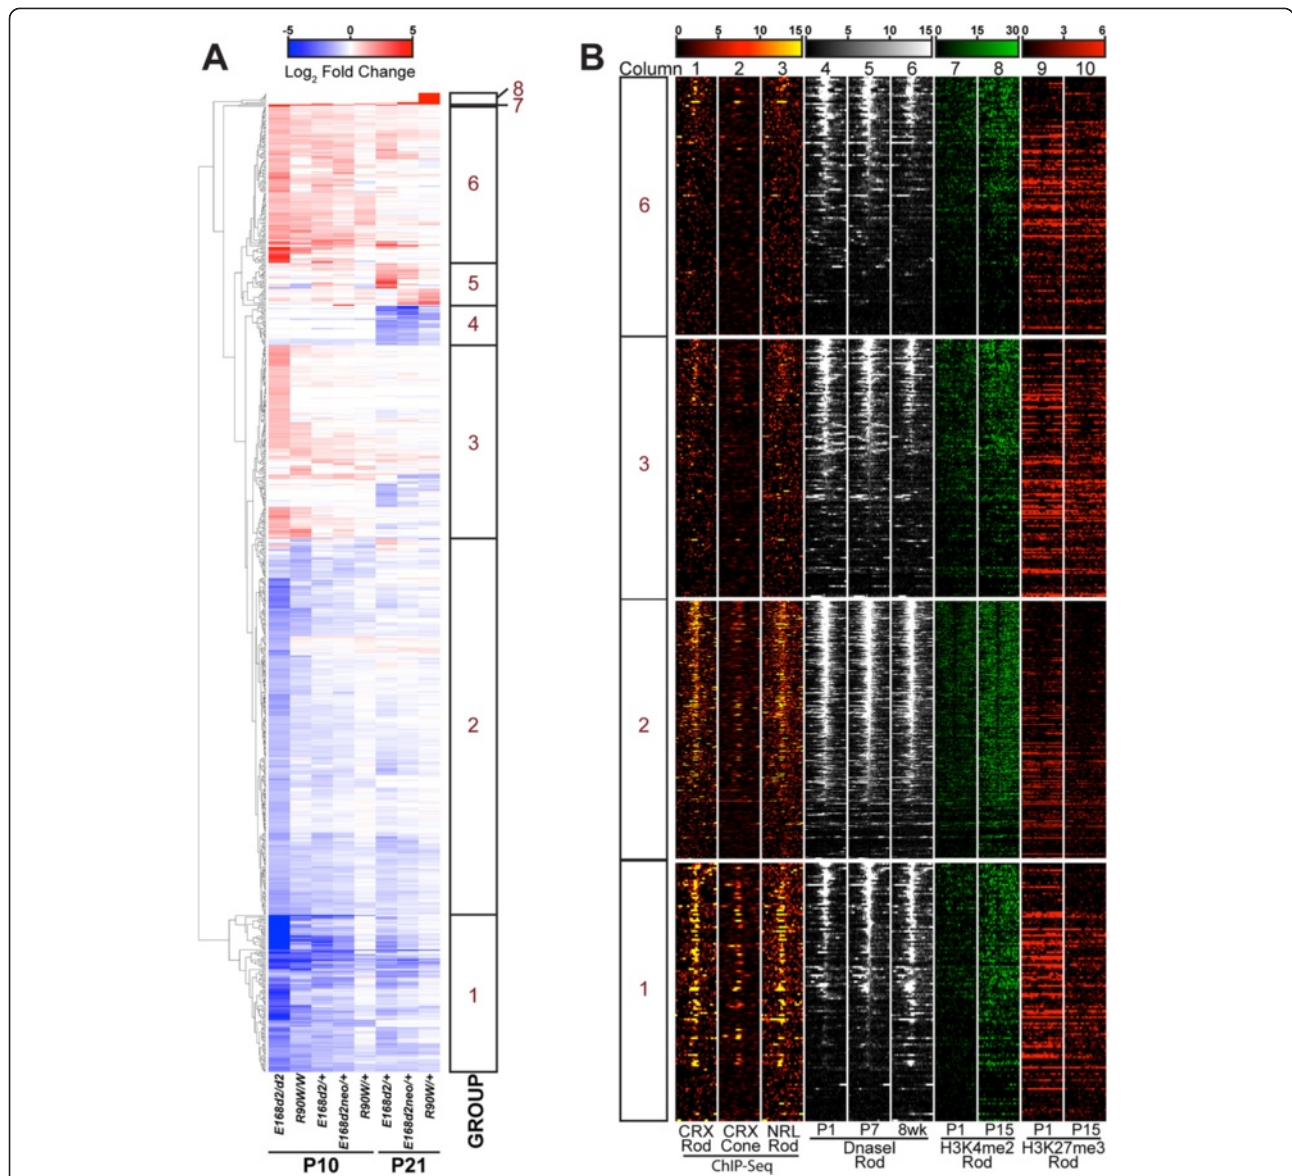 A
-5 0 5
Log2 Fold Change
8
7
6
5
4
3
2
1
E168d2/d2
R90W/W
E168d2/+
E168d2neo/+
R90W/+
E168d2/+
E168d2neo/+
R90W/+
P10 P21
GROUP
B
0 5 10 15 0 5 10 15 0 15 30 0 3 6
Column 1 2 3 4 5 6 7 8 9 10
6
3
2
1
CRX Rod
CRX Cone
NRL Rod
ChIP-Seq
P1 P7 8wk
DnaseI
Rod
P1 P15
H3K4me2
Rod
P1 P15
H3K27me3
Rod